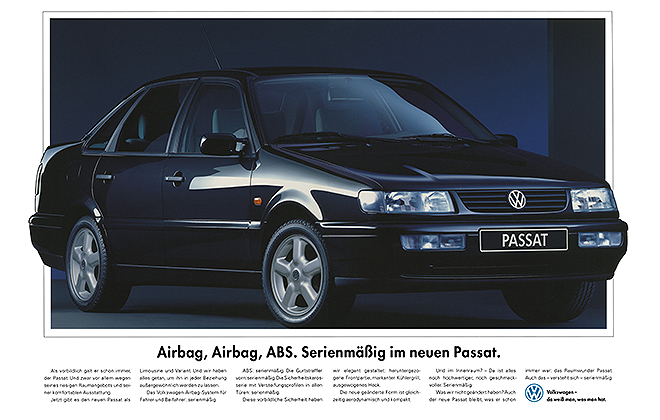 PASSAT
Airbag, Airbag, ABS. Serienmäßig im neuen Passat.
Als vorbildlich galt er schon immer,
der Passat. Und zwar vor allem wegen
seines riesigen Raumangebots und sei-
ner komfortablen Ausstattung.
Jetzt gibt es den neuen Passat als
Limousine und Variant. Und wir haben
alles getan, um ihn in jeder Beziehung
außergewöhnlich werden zu lassen.
Das Volkswagen Airbag-System für
Fahrer und Beifahrer: serienmäßig.
ABS: serienmäßig. Die Gurtstraffer
vorn: serienmäßig. Die Sicherheitskaros-
serie mit Verstärkungsprofilen in allen
Türen: serienmäßig.
Diese vorbildliche Sicherheit haben
wir elegant gestaltet: heruntergezo-
gene Frontpartie, markanter Kühlergrill,
ausgewogenes Heck.
Die neue geänderte Form ist gleich-
zeitig aerodynamisch und kompakt.
Und im Innenraum? – Da ist alles
noch hochwertiger, noch geschmack-
voller. Serienmäßig.
Was wir nicht geändert haben? Auch
der neue Passat bleibt, was er schon
immer war: das Raumwunder Passat.
Auch das – versteht sich – serienmäßig.
Volkswagen –
da weiß man, was man hat.